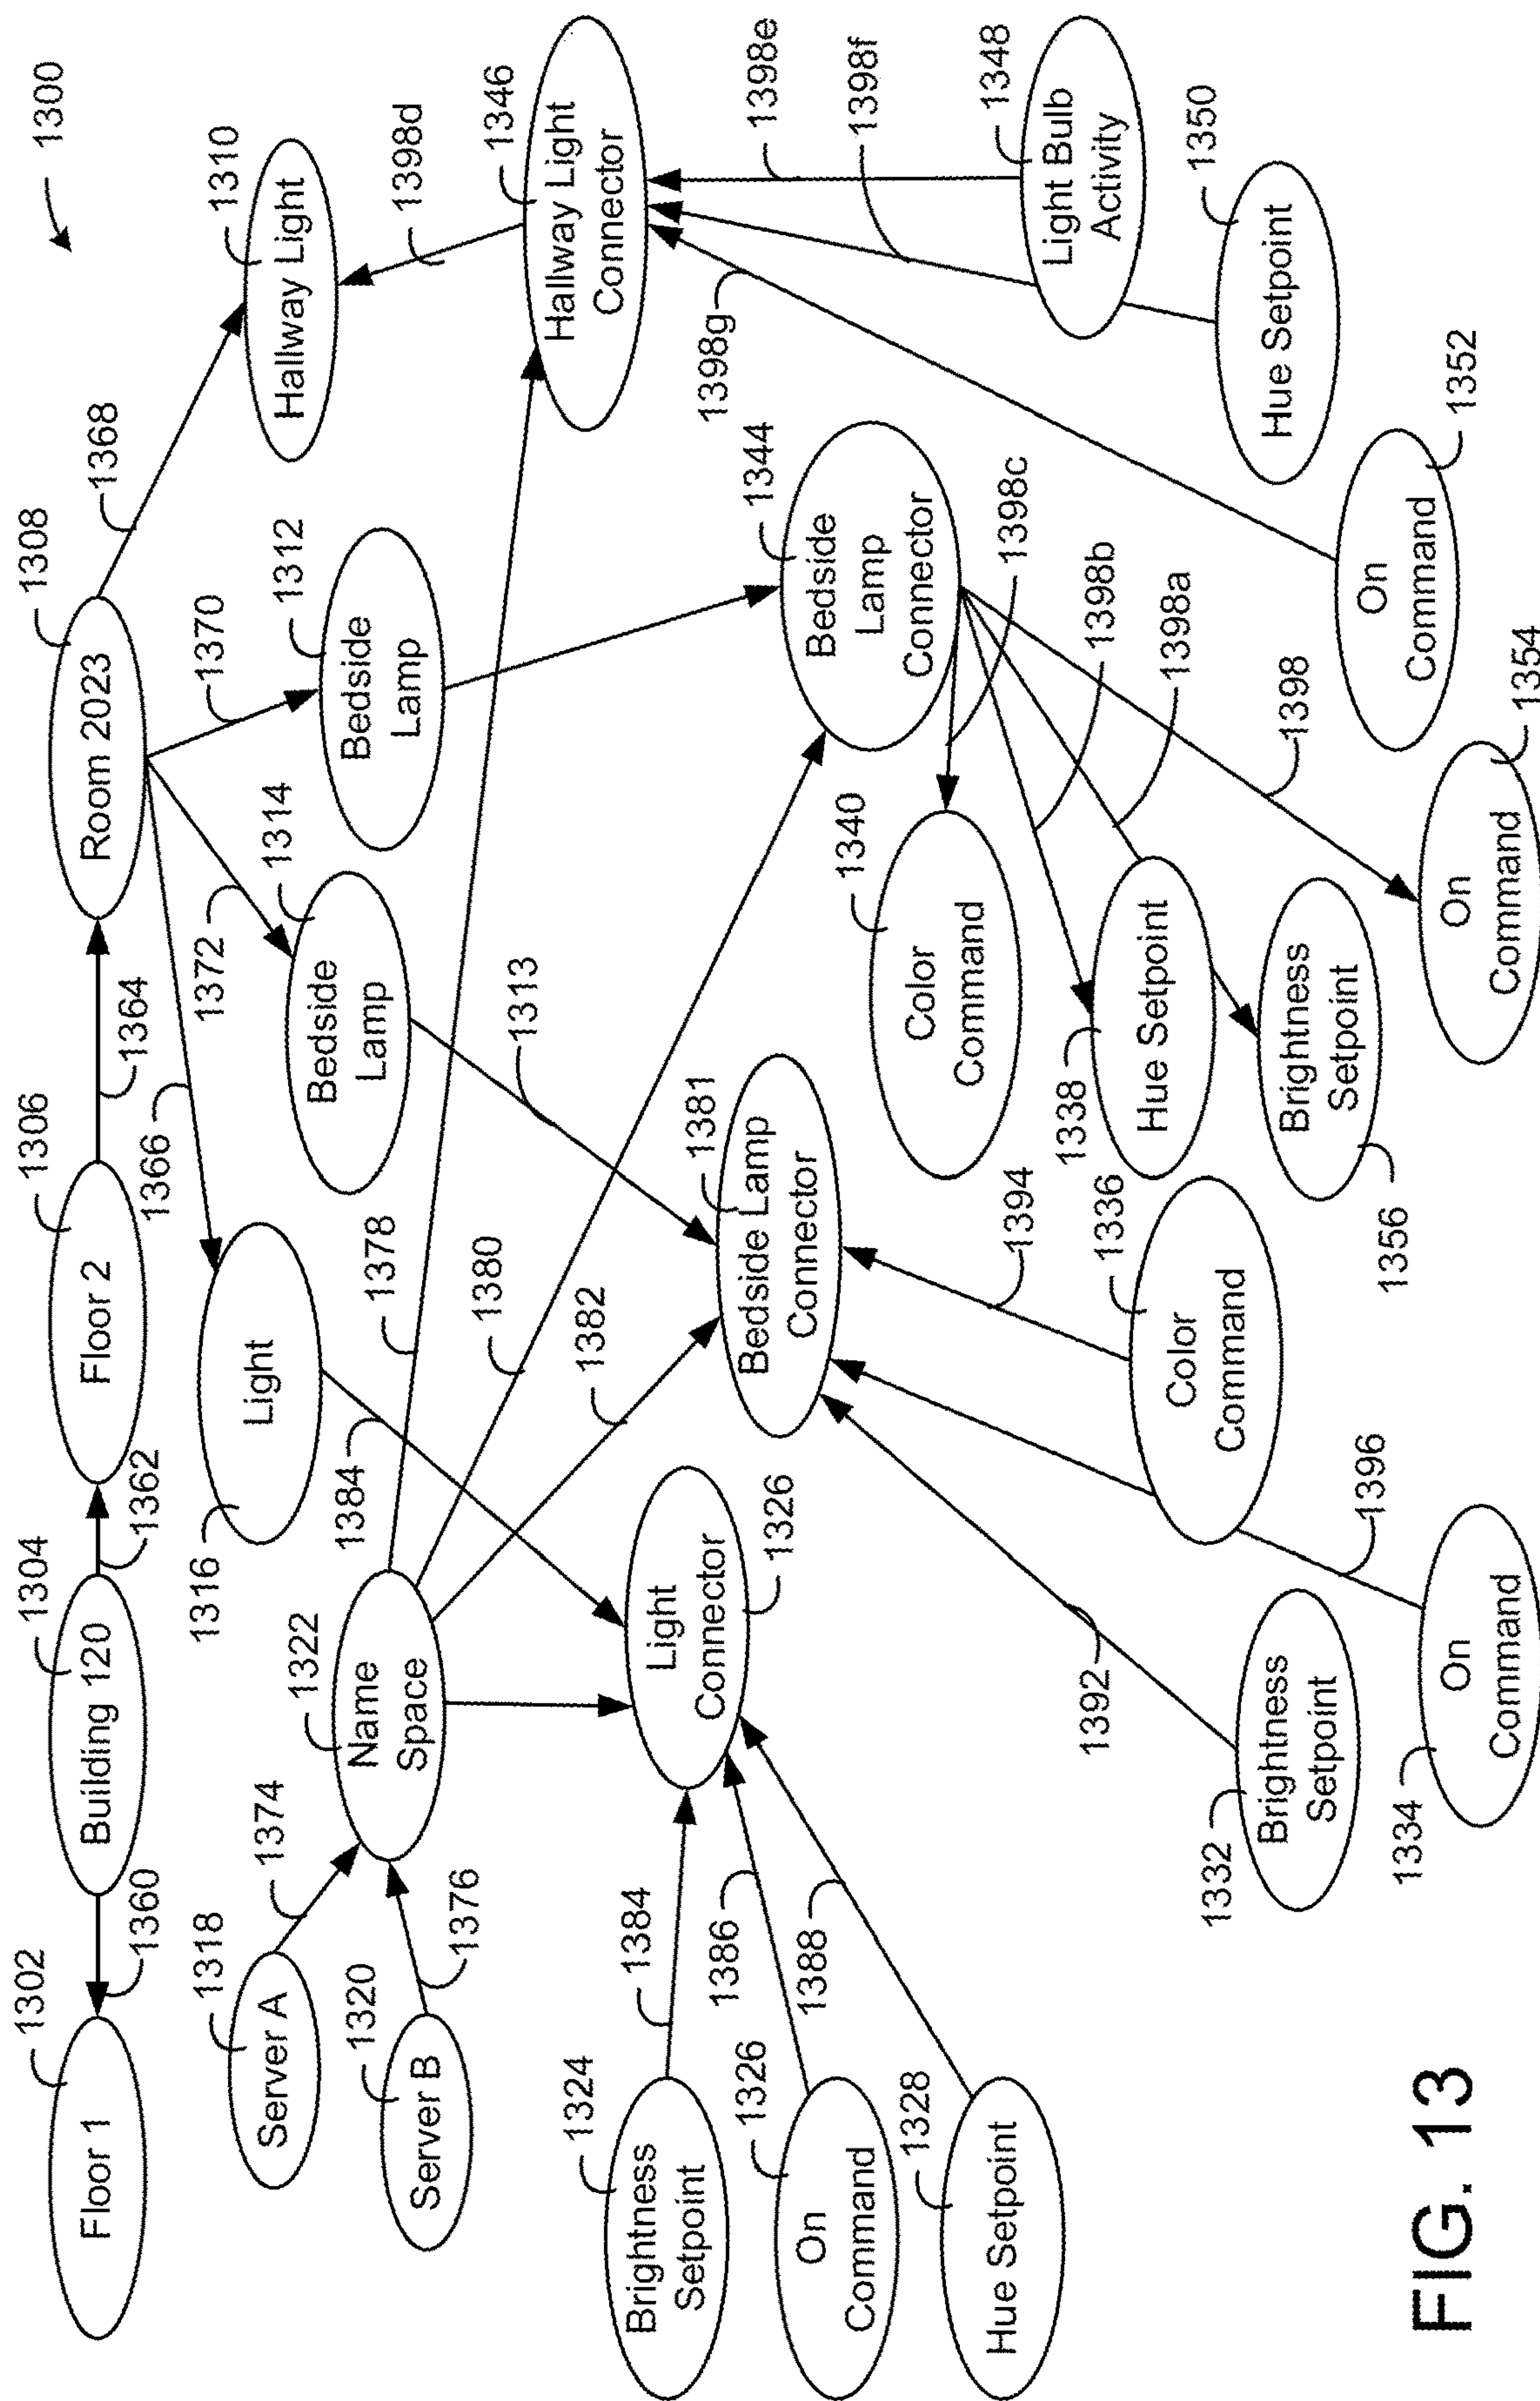 1300
1302
Floor 1
1360
1304
Building 120
1362
1306
Floor 2
1364
1308
Room 2023
1368
1310
Hallway Light
1318
Server A
1374
1320
Server B
1376
1322
Name
Space
1316
Light
1366
1372
1314
Bedside
Lamp
1370
1312
Bedside
Lamp
1398d
1346
Hallway Light
Connector
1384
1378
1380
1382
1313
1324
Brightness
Setpoint
1384
1326
On
Command
1386
1328
Hue Setpoint
1388
Light
Connector
1326
1381
Bedside Lamp
Connector
1344
Bedside
Lamp
Connector
1398g
1398e
1398f
1348
Light Bulb
Activity
1350
Hue Setpoint
1340
Color
Command
1398c
1398b
1398a
1398
1392
1394
1336
Color
Command
1338
Hue Setpoint
1352
On
Command
1332
Brightness
Setpoint
1396
1356
Brightness
Setpoint
1334
On
Command
1354
On
Command
FIG. 13